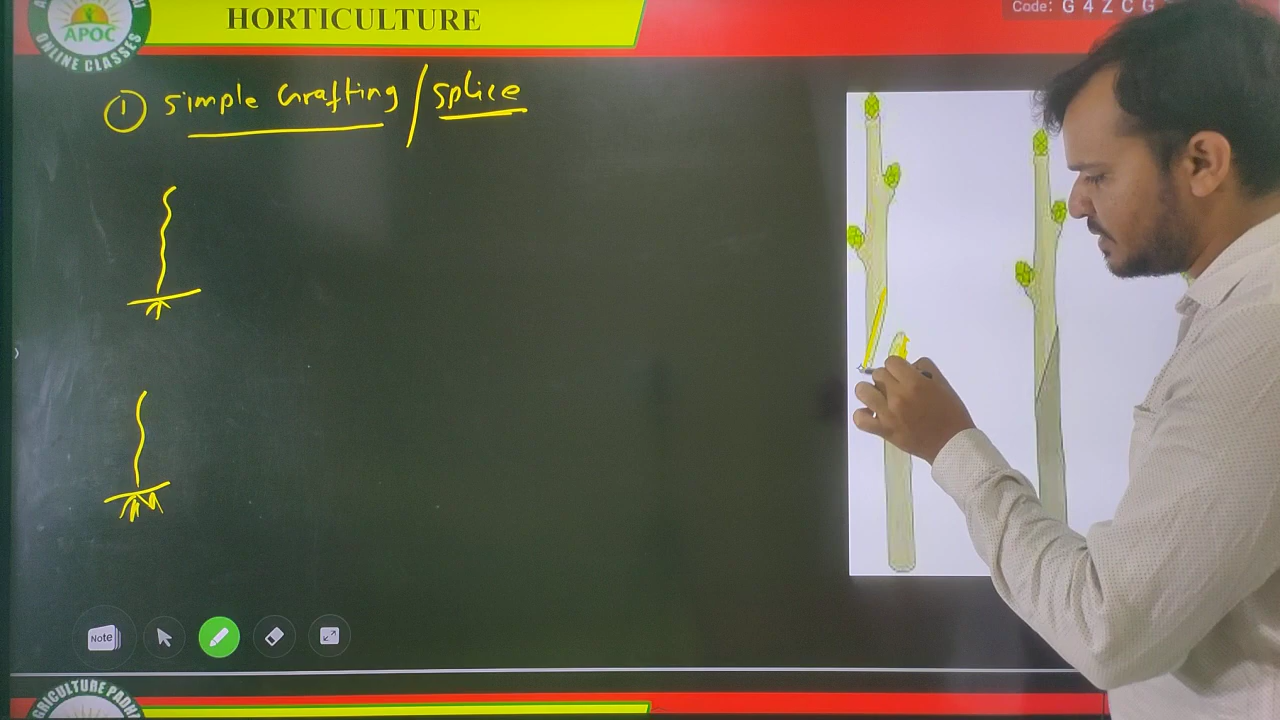 HORTICULTURE
Code: G 4 Z C G
APOC
ONLINE CLASSES
① Simple Grafting / Splice
Note